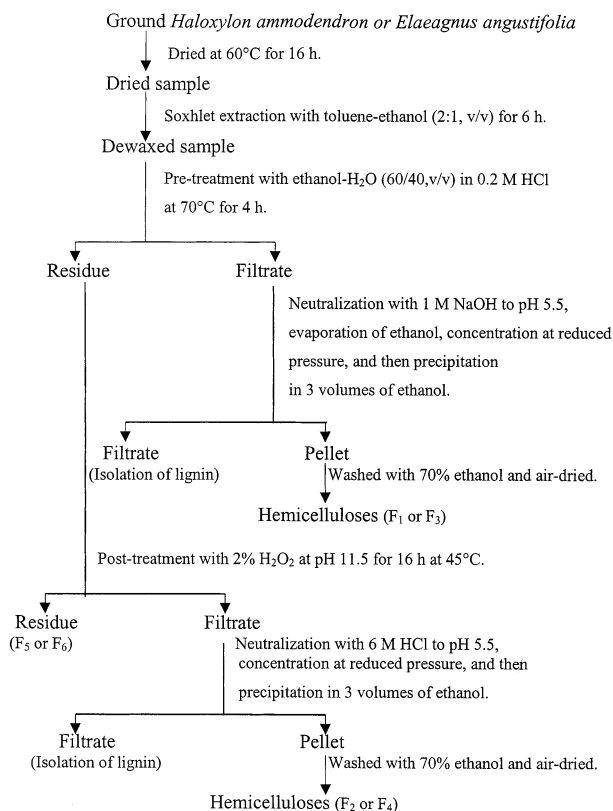 Ground Haloxylon ammodendron or Elaeagnus angustifolia
Dried at 60°C for 16 h.
Dried sample
Soxhlet extraction with toluene-ethanol (2:1, v/v) for 6 h.
Dewaxed sample
Pre-treatment with ethanol-H₂O (60/40,v/v) in 0.2 M HCl
at 70°C for 4 h.
Residue
Filtrate
Neutralization with 1 M NaOH to pH 5.5,
evaporation of ethanol, concentration at reduced
pressure, and then precipitation
in 3 volumes of ethanol.
Filtrate
(Isolation of lignin)
Pellet
Washed with 70% ethanol and air-dried.
Hemicelluloses (F₁ or F₃)
Post-treatment with 2% H₂O₂ at pH 11.5 for 16 h at 45°C.
Residue
(F₅ or F₆)
Filtrate
Neutralization with 6 M HCl to pH 5.5,
concentration at reduced pressure, and then
precipitation in 3 volumes of ethanol.
Filtrate
(Isolation of lignin)
Pellet
Washed with 70% ethanol and air-dried.
Hemicelluloses (F₂ or F₄)